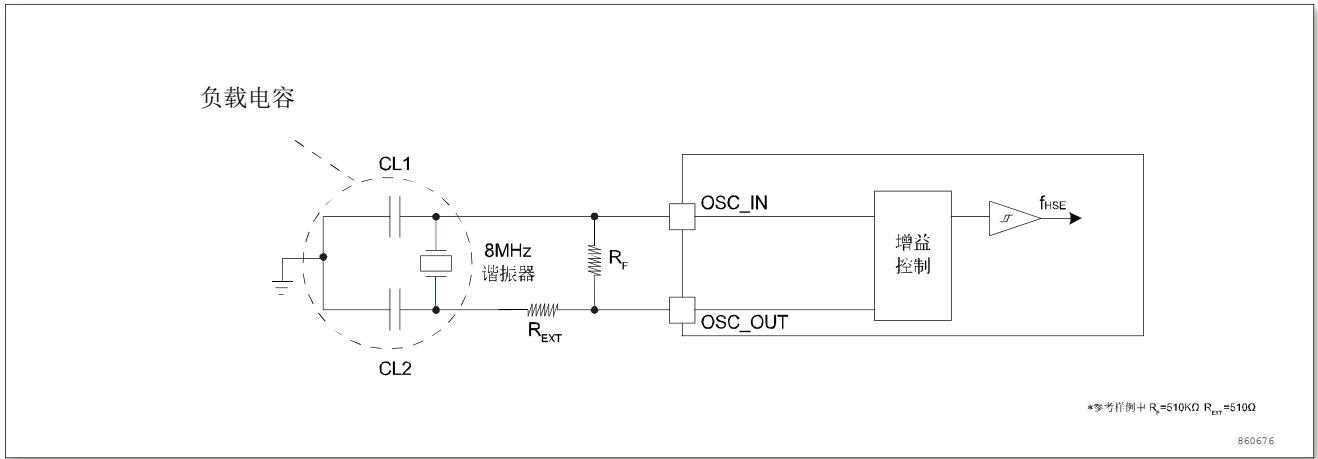 负载电容
CL1
OSC_IN
fHSE
8MHz
谐振器
RF
增益
控制
REXT
OSC_OUT
CL2
*参考样例中 RF=510KΩ REXT=510Ω
860676